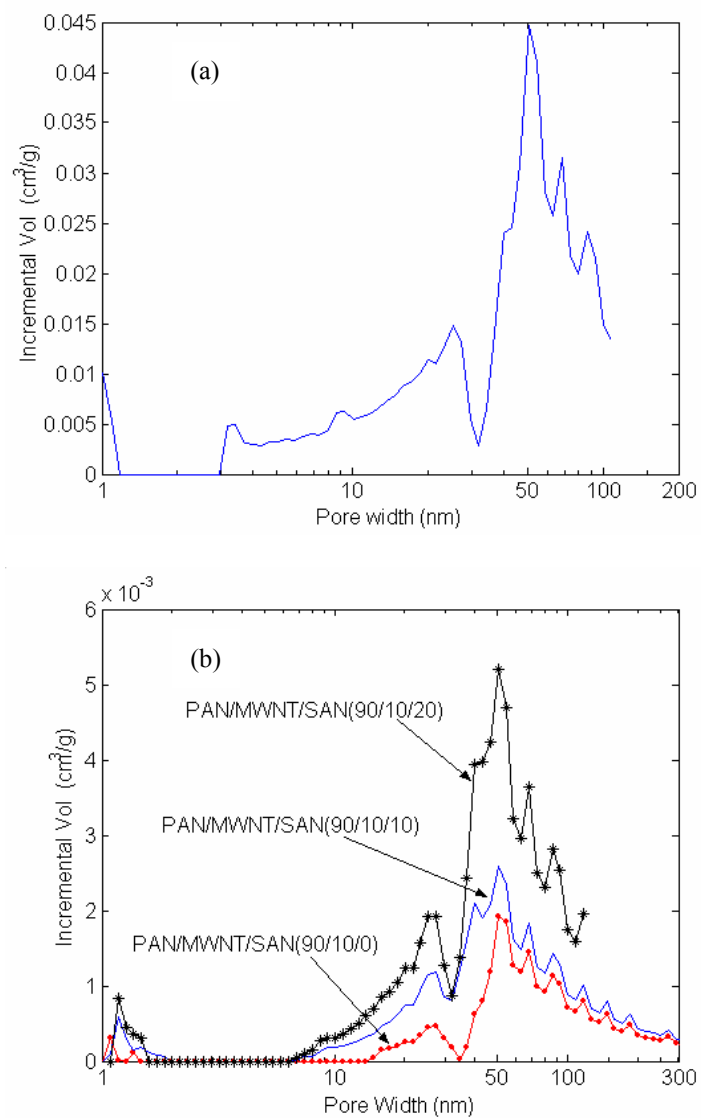 0.045
0.04
0.035
0.03
0.025
0.02
0.015
0.01
0.005
0
Incremental Vol (cm³/g)
(a)
1 10 50 100 200
Pore width (nm)
x 10⁻³
6
5
4
3
2
1
0
Incremental Vol (cm³/g)
(b)
PAN/MWNT/SAN(90/10/20)
PAN/MWNT/SAN(90/10/10)
PAN/MWNT/SAN(90/10/0)
1 10 50 100 300
Pore Width (nm)